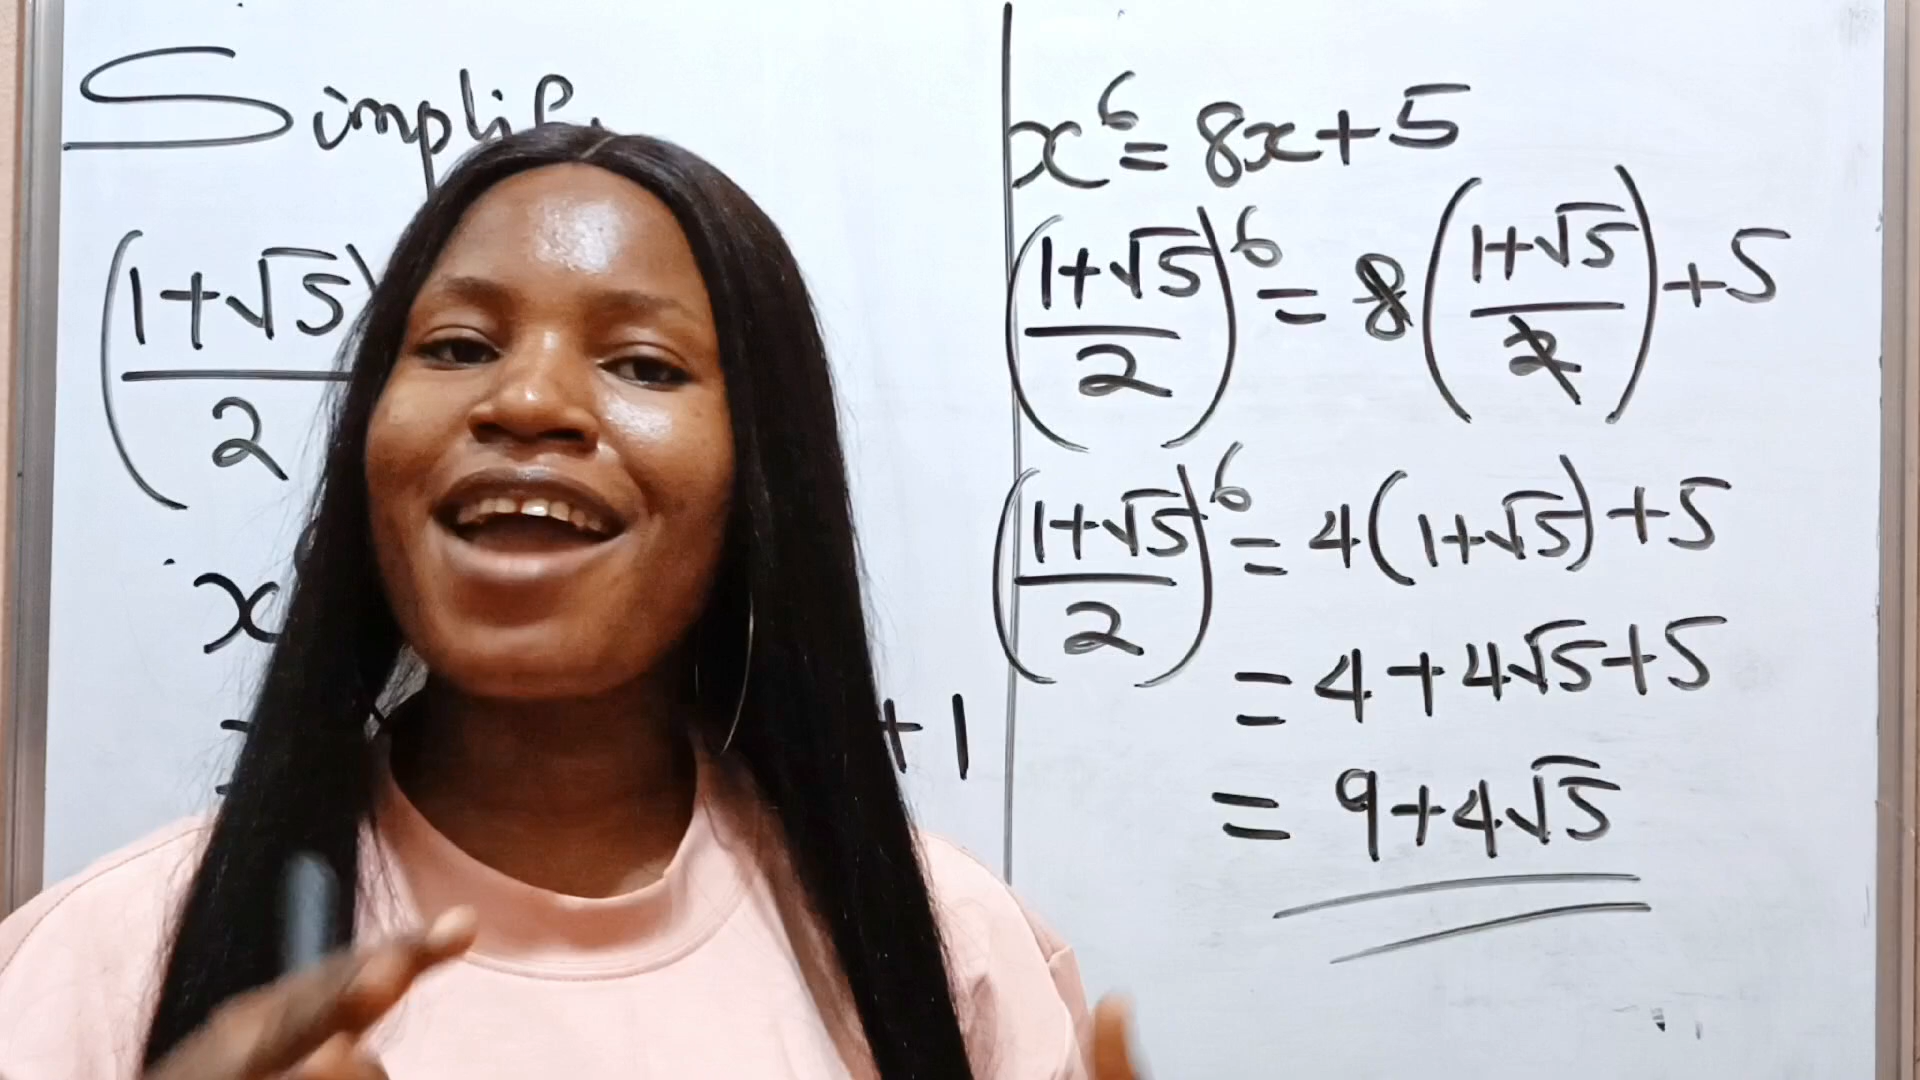 Simplify
(1+√5)
2
x
=
+1
x⁶=8x+5
((1+√5)/2)⁶=8((1+√5)/2)+5
((1+√5)/2)⁶=4(1+√5)+5
=4+4√5+5
=9+4√5